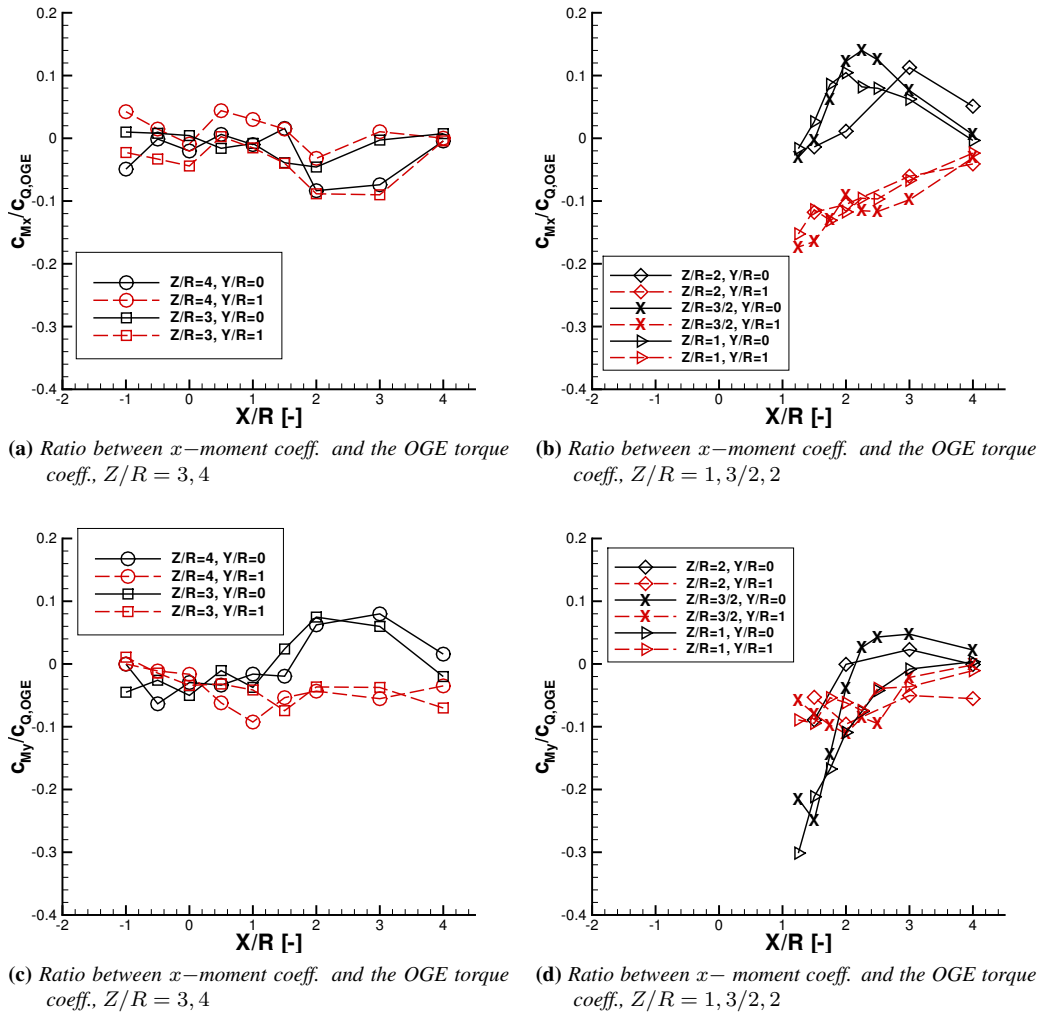 0.2
0.1
0
-0.1
-0.2
-0.3
-0.4
c_Mx/c_Q,OGE
Z/R=4, Y/R=0
Z/R=4, Y/R=1
Z/R=3, Y/R=0
Z/R=3, Y/R=1
-2 -1 0 1 2 3 4
X/R [-]
(a) Ratio between x−moment coeff. and the OGE torque
coeff., Z/R = 3, 4
0.2
0.1
0
-0.1
-0.2
-0.3
-0.4
c_Mx/c_Q,OGE
Z/R=2, Y/R=0
Z/R=2, Y/R=1
Z/R=3/2, Y/R=0
Z/R=3/2, Y/R=1
Z/R=1, Y/R=0
Z/R=1, Y/R=1
-2 -1 0 1 2 3 4
X/R [-]
(b) Ratio between x−moment coeff. and the OGE torque
coeff., Z/R = 1, 3/2, 2
0.2
0.1
0
-0.1
-0.2
-0.3
-0.4
c_My/c_Q,OGE
Z/R=4, Y/R=0
Z/R=4, Y/R=1
Z/R=3, Y/R=0
Z/R=3, Y/R=1
-2 -1 0 1 2 3 4
X/R [-]
(c) Ratio between x−moment coeff. and the OGE torque
coeff., Z/R = 3, 4
0.2
0.1
0
-0.1
-0.2
-0.3
-0.4
c_My/c_Q,OGE
Z/R=2, Y/R=0
Z/R=2, Y/R=1
Z/R=3/2, Y/R=0
Z/R=3/2, Y/R=1
Z/R=1, Y/R=0
Z/R=1, Y/R=1
-2 -1 0 1 2 3 4
X/R [-]
(d) Ratio between x− moment coeff. and the OGE torque
coeff., Z/R = 1, 3/2, 2